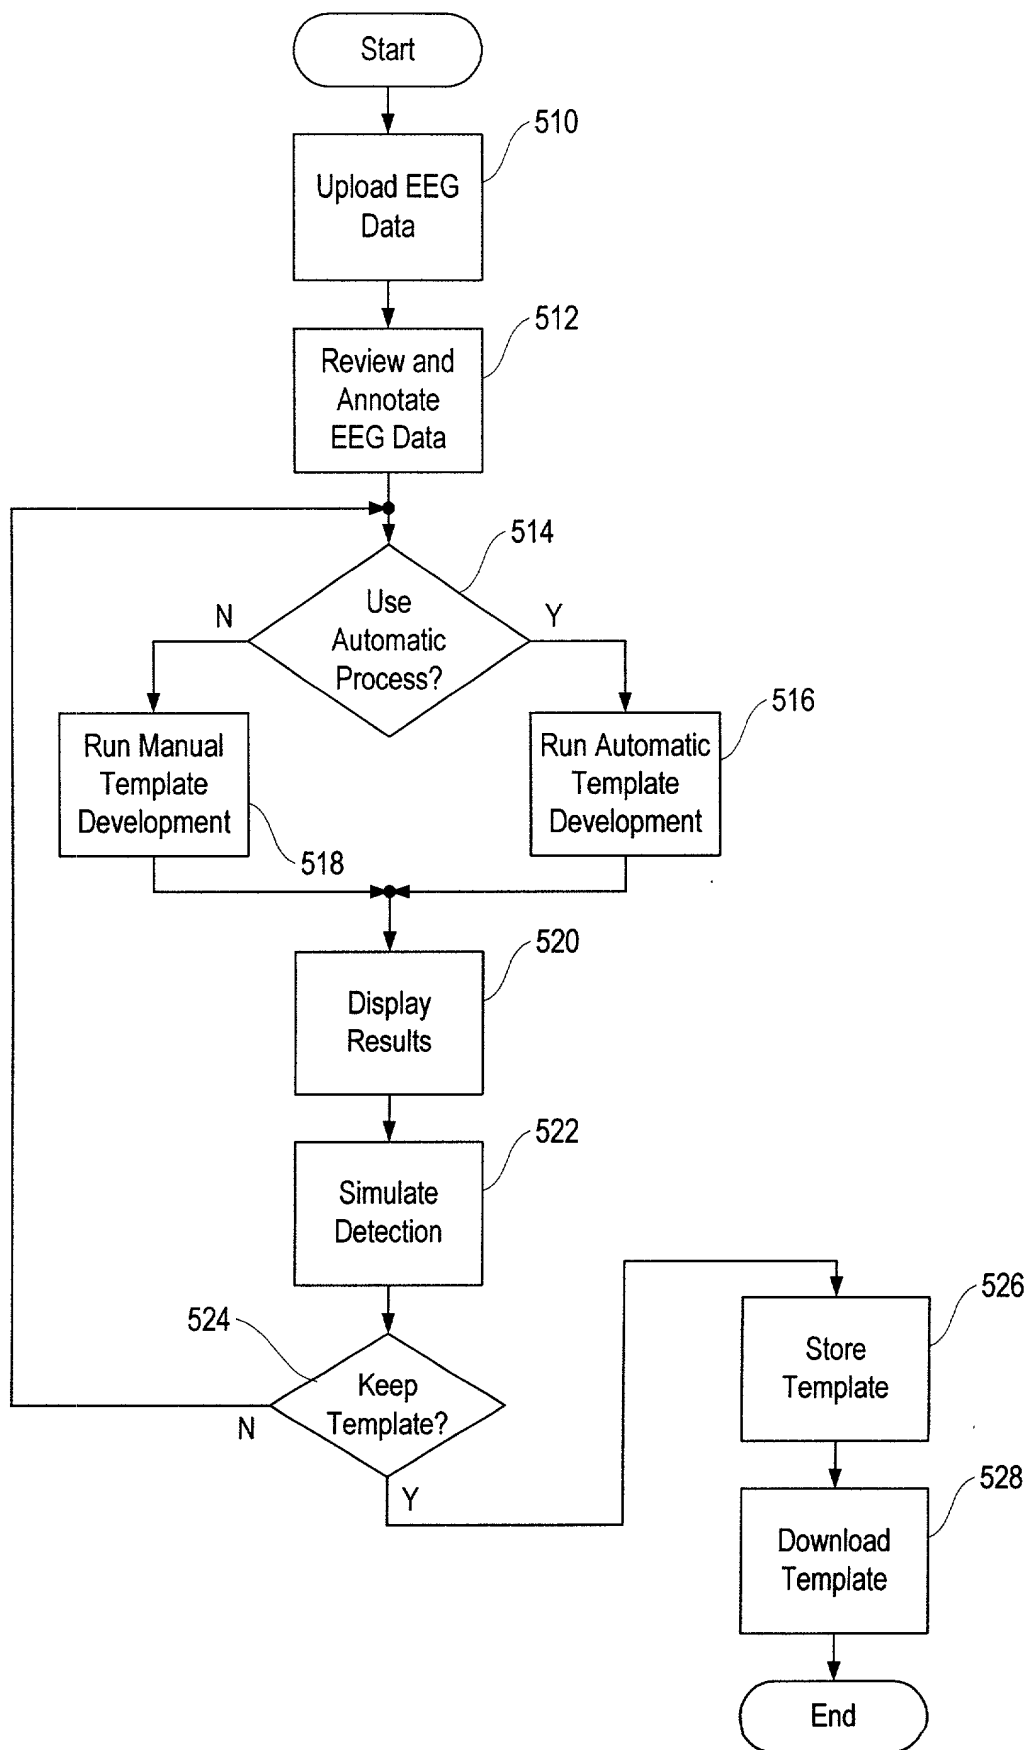 Start
510
Upload EEG
Data
512
Review and
Annotate
EEG Data
514
N
Use
Automatic
Process?
Y
516
Run Manual
Template
Development
518
Run Automatic
Template
Development
520
Display
Results
522
Simulate
Detection
524
Keep
Template?
N
Y
526
Store
Template
528
Download
Template
End